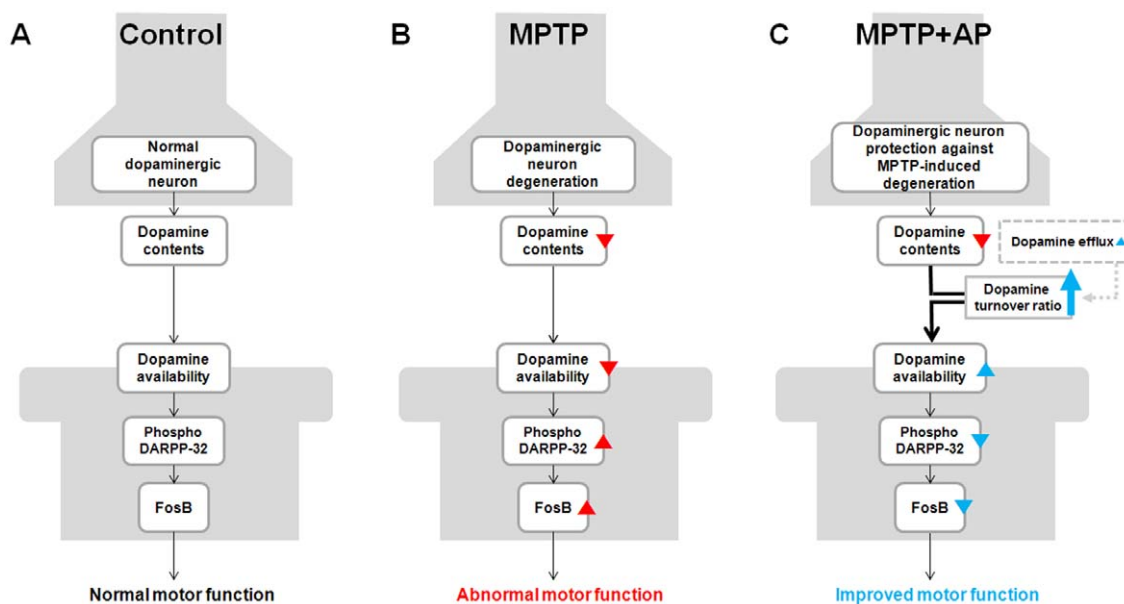 A
Control
Normal
dopaminergic
neuron
Dopamine
contents
Dopamine
availability
Phospho
DARPP-32
FosB
Normal motor function
B
MPTP
Dopaminergic
neuron
degeneration
Dopamine
contents
Dopamine
availability
Phospho
DARPP-32
FosB
Abnormal motor function
C
MPTP+AP
Dopaminergic neuron
protection against
MPTP-induced
degeneration
Dopamine
contents
Dopamine efflux
Dopamine
turnover ratio
Dopamine
availability
Phospho
DARPP-32
FosB
Improved motor function